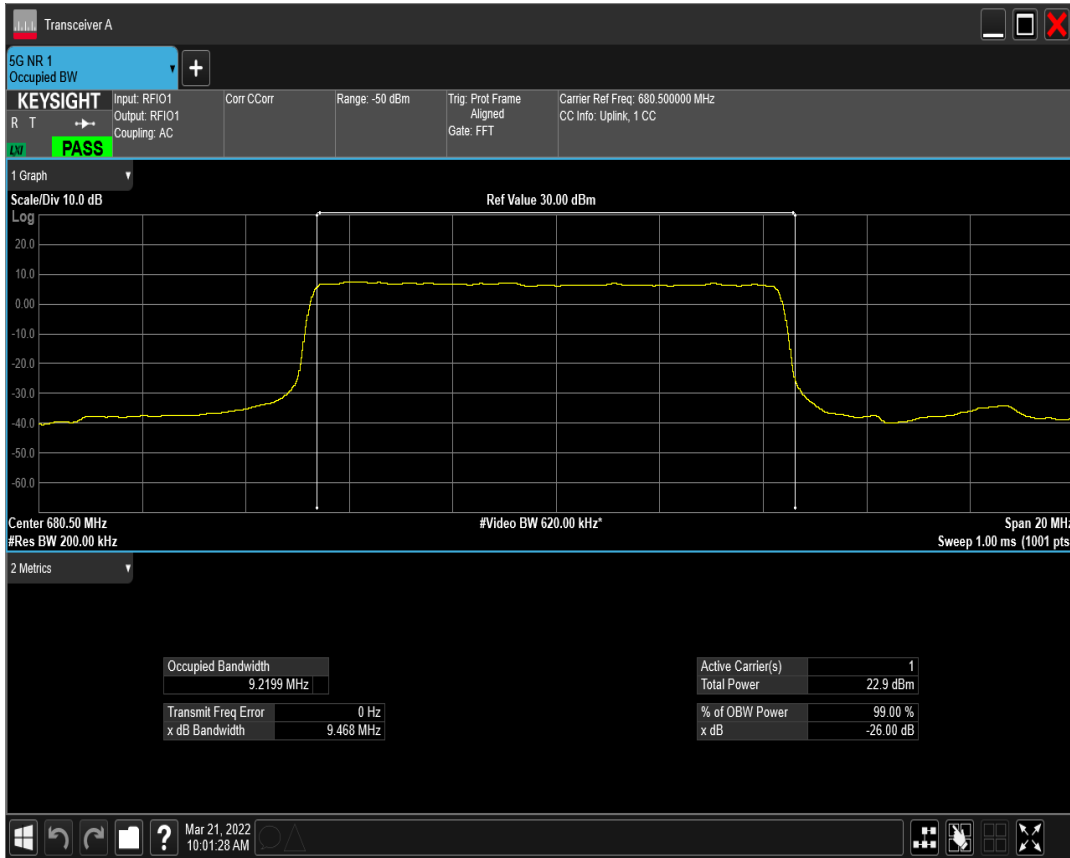 Transceiver A
5G NR 1
Occupied BW
KEYSIGHT
R T
LXI
PASS
Input: RFIO1
Output: RFIO1
Coupling: AC
Corr CCorr
Range: -50 dBm
Trig: Prot Frame
Aligned
Gate: FFT
Carrier Ref Freq: 680.500000 MHz
CC Info: Uplink, 1 CC
1 Graph
Scale/Div 10.0 dB
Ref Value 30.00 dBm
Log
20.0
10.0
0.00
-10.0
-20.0
-30.0
-40.0
-50.0
-60.0
Center 680.50 MHz
#Video BW 620.00 kHz*
Span 20 MHz
#Res BW 200.00 kHz
Sweep 1.00 ms (1001 pts
2 Metrics
Occupied Bandwidth
9.2199 MHz
Transmit Freq Error 0 Hz
x dB Bandwidth 9.468 MHz
Active Carrier(s) 1
Total Power 22.9 dBm
% of OBW Power 99.00 %
x dB -26.00 dB
Mar 21, 2022
10:01:28 AM